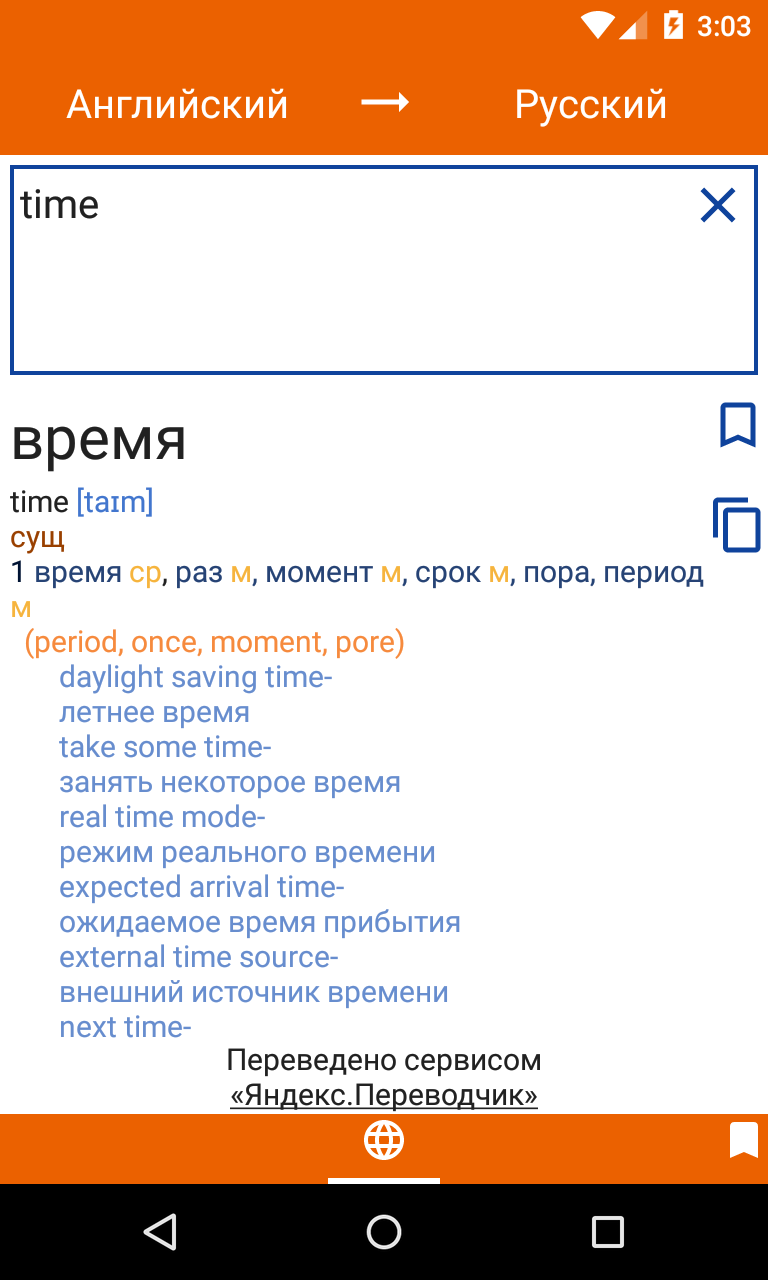 3:03
Английский
Русский
time
время
time [taɪm]
сущ
1 время ср, раз м, момент м, срок м, пора, период
м
(period, once, moment, pore)
daylight saving time-
летнее время
take some time-
занять некоторое время
real time mode-
режим реального времени
expected arrival time-
ожидаемое время прибытия
external time source-
внешний источник времени
next time-
Переведено сервисом
«Яндекс.Переводчик»